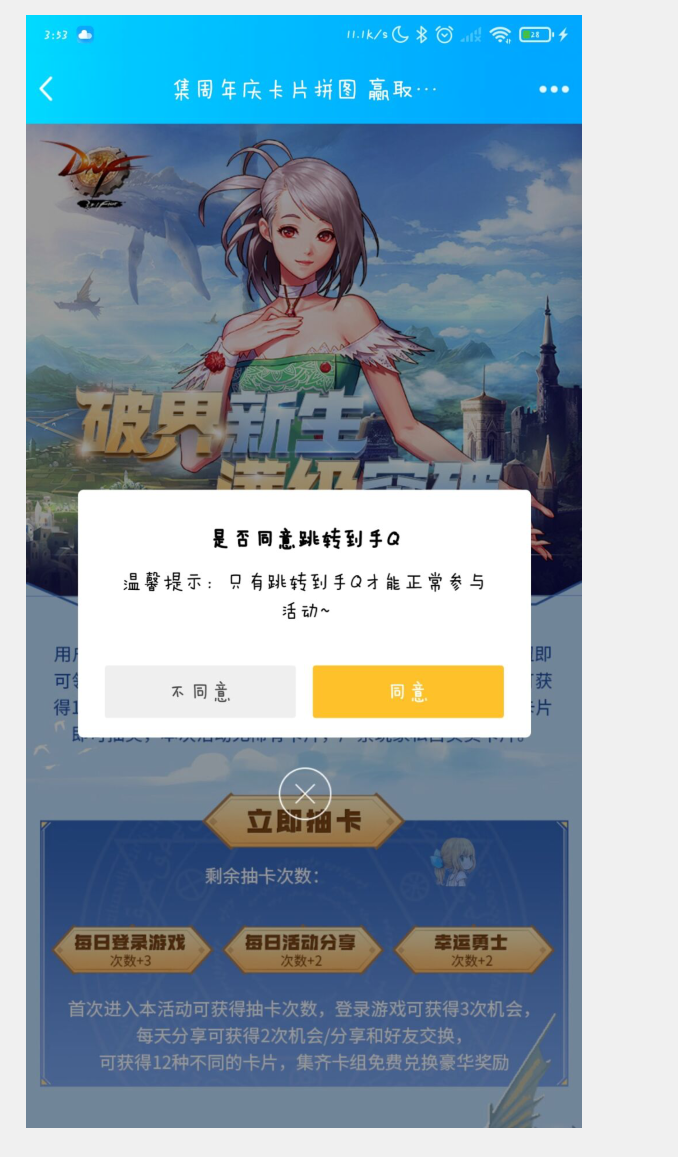 3:33
11.1k/s
28
集周年庆卡片拼图 赢取…
DNF
破界新生
满级突破
是否同意跳转到手Q
温馨提示：只有跳转到手Q才能正常参与
活动~
不同意
同意
立即抽卡
剩余抽卡次数：
每日登录游戏
次数+3
每日活动分享
次数+2
幸运勇士
次数+2
首次进入本活动可获得抽卡次数，登录游戏可获得3次机会，
每天分享可获得2次机会/分享和好友交换，
可获得12种不同的卡片，集齐卡组免费兑换豪华奖励